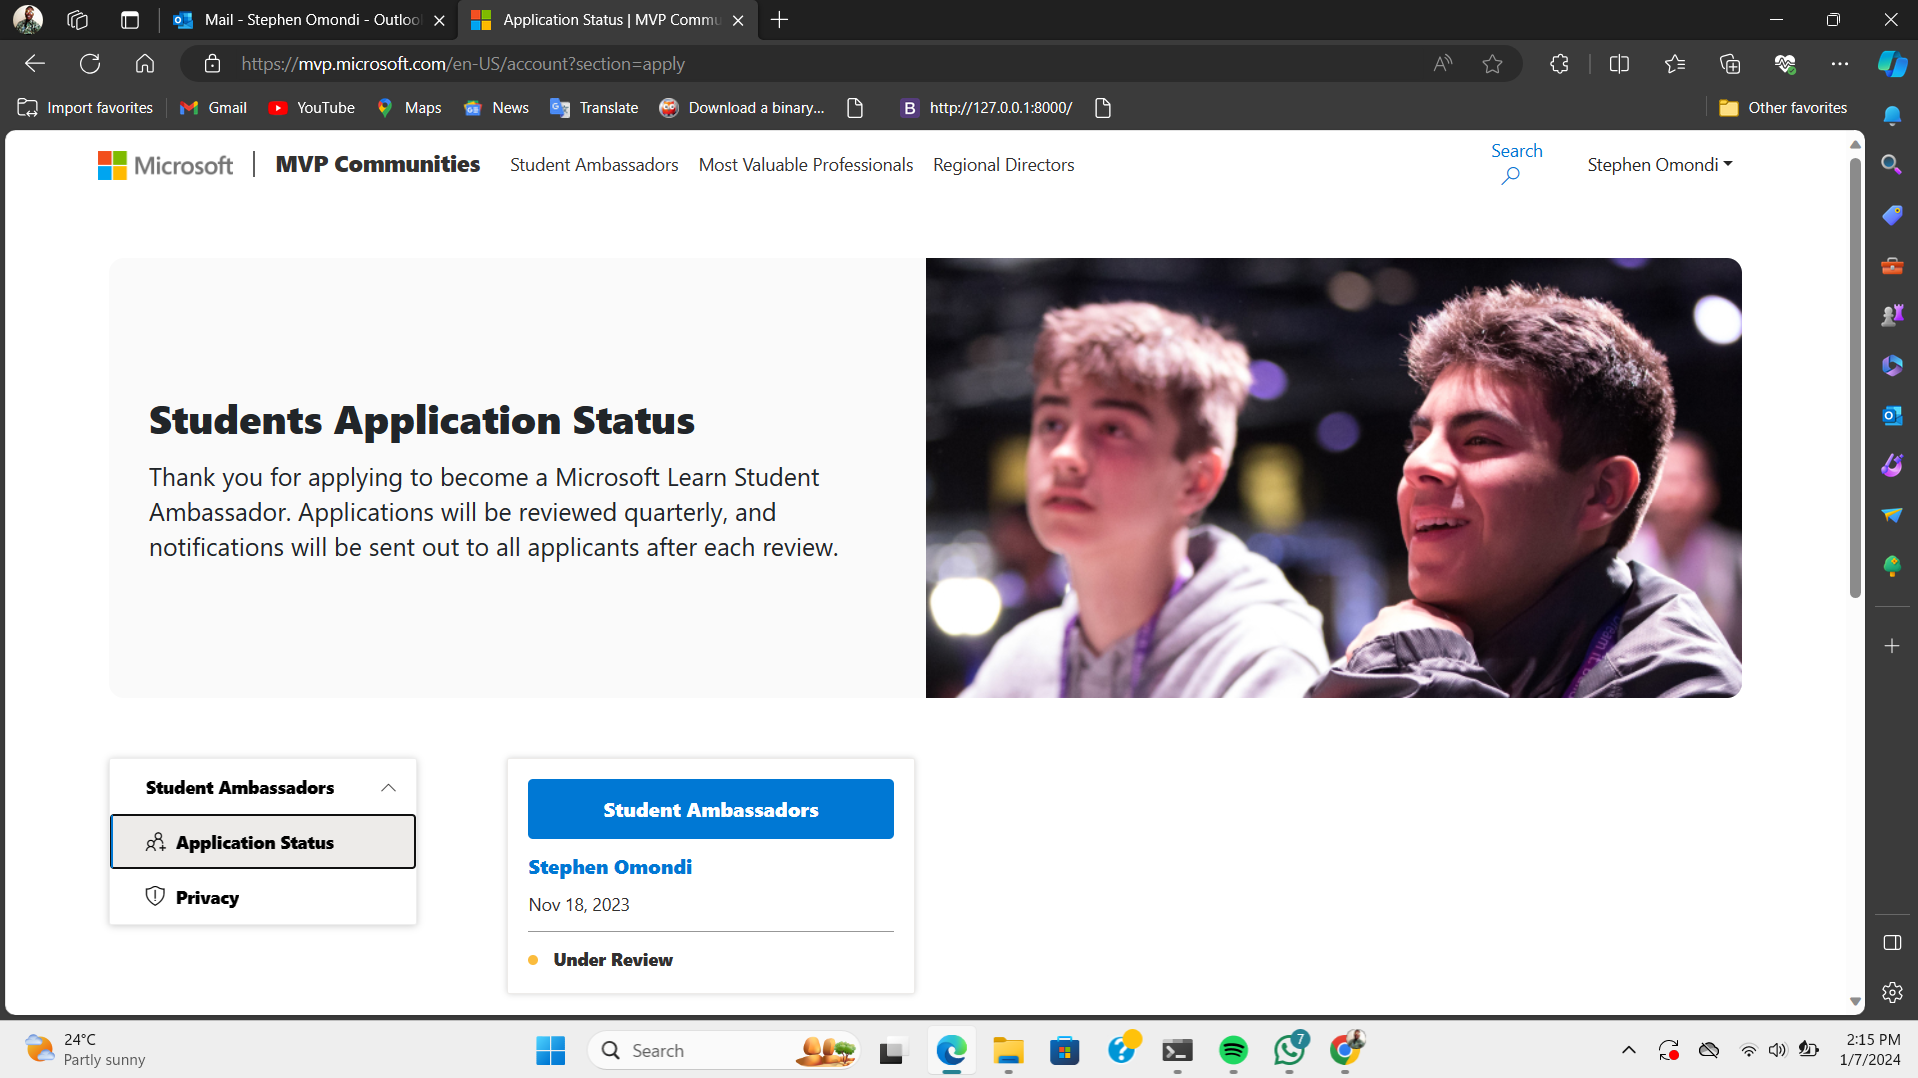 Mail - Stephen Omondi - Outloo
Application Status | MVP Commu
https://mvp.microsoft.com/en-US/account?section=apply
Import favorites
Gmail
YouTube
Maps
News
Translate
Download a binary...
B
http://127.0.0.1:8000/
Other favorites
Microsoft
MVP Communities
Student Ambassadors
Most Valuable Professionals
Regional Directors
Search
Stephen Omondi
Students Application Status
Thank you for applying to become a Microsoft Learn Student
Ambassador. Applications will be reviewed quarterly, and
notifications will be sent out to all applicants after each review.
Student Ambassadors
Application Status
Privacy
Student Ambassadors
Stephen Omondi
Nov 18, 2023
Under Review
24°C
Partly sunny
Search
7
2:15 PM
1/7/2024